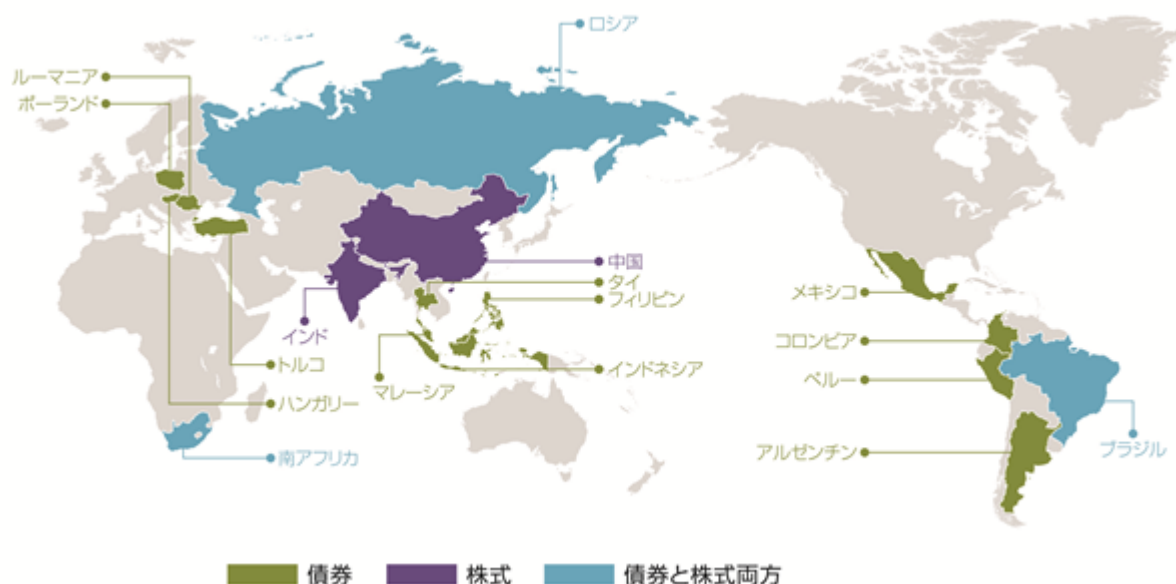 ロシア
ルーマニア
ポーランド
中国
タイ
フィリピン
インド
メキシコ
コロンビア
トルコ
マレーシア
インドネシア
ペルー
ハンガリー
南アフリカ
アルゼンチン
ブラジル
債券
株式
債券と株式両方